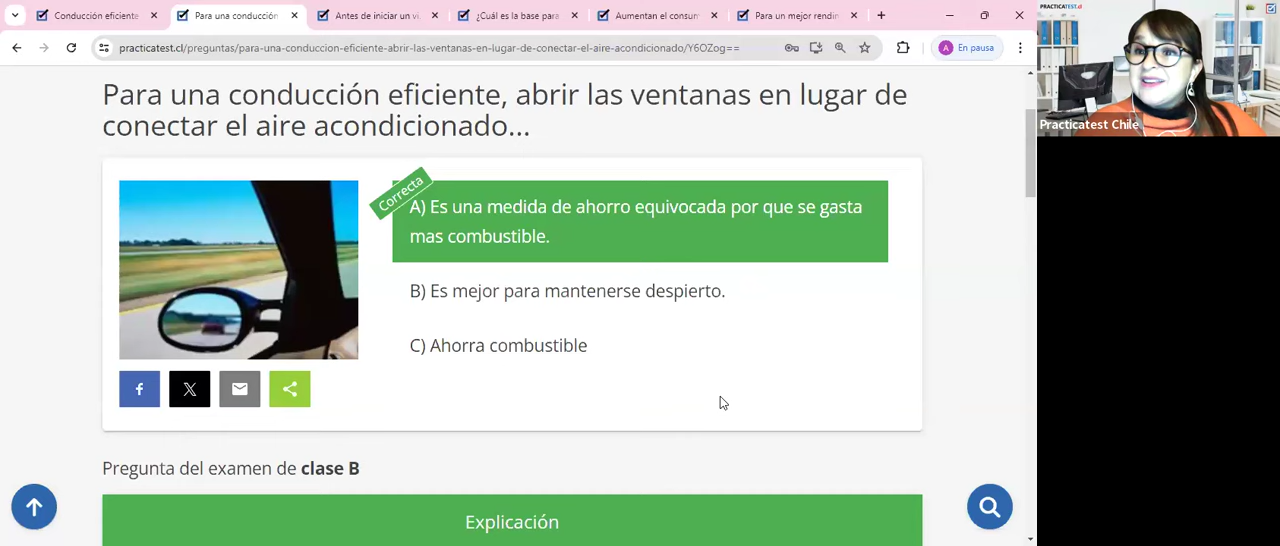 Conducción eficiente
Para una conducción
Antes de iniciar un vi
¿Cuál es la base para
Aumentan el consum
Para un mejor rendin
practicatest.cl/preguntas/para-una-conduccion-eficiente-abrir-las-ventanas-en-lugar-de-conectar-el-aire-acondicionado/Y6OZog==
A
En pausa
PRACTICATEST.cl
Practicatest Chile
Para una conducción eficiente, abrir las ventanas en lugar de
conectar el aire acondicionado...
Correcta
A) Es una medida de ahorro equivocada por que se gasta
mas combustible.
B) Es mejor para mantenerse despierto.
C) Ahorra combustible
Pregunta del examen de clase B
Explicación